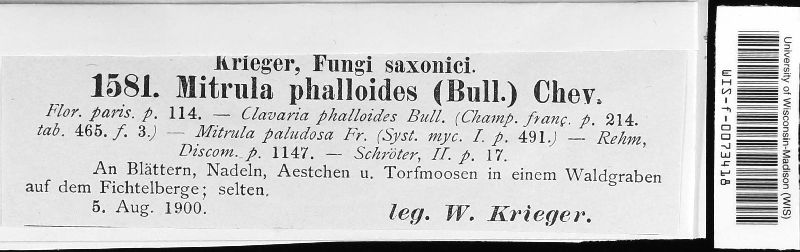 Krieger, Fungi saxonici.
1581. Mitrula phalloides (Bull.) Chev.
Flor. paris. p. 114. — Clavaria phalloides Bull. (Champ. franç. p. 214.
tab. 465. f. 3.) — Mitrula paludosa Fr. (Syst. myc. I. p. 491.) — Rehm,
Discom. p. 1147. — Schröter, II. p. 17.
An Blättern, Nadeln, Aestchen u. Torfmoosen in einem Waldgraben
auf dem Fichtelberge; selten.
5. Aug. 1900.
leg. W. Krieger.
University of Wisconsin-Madison (WIS)
WIS-f-0073418